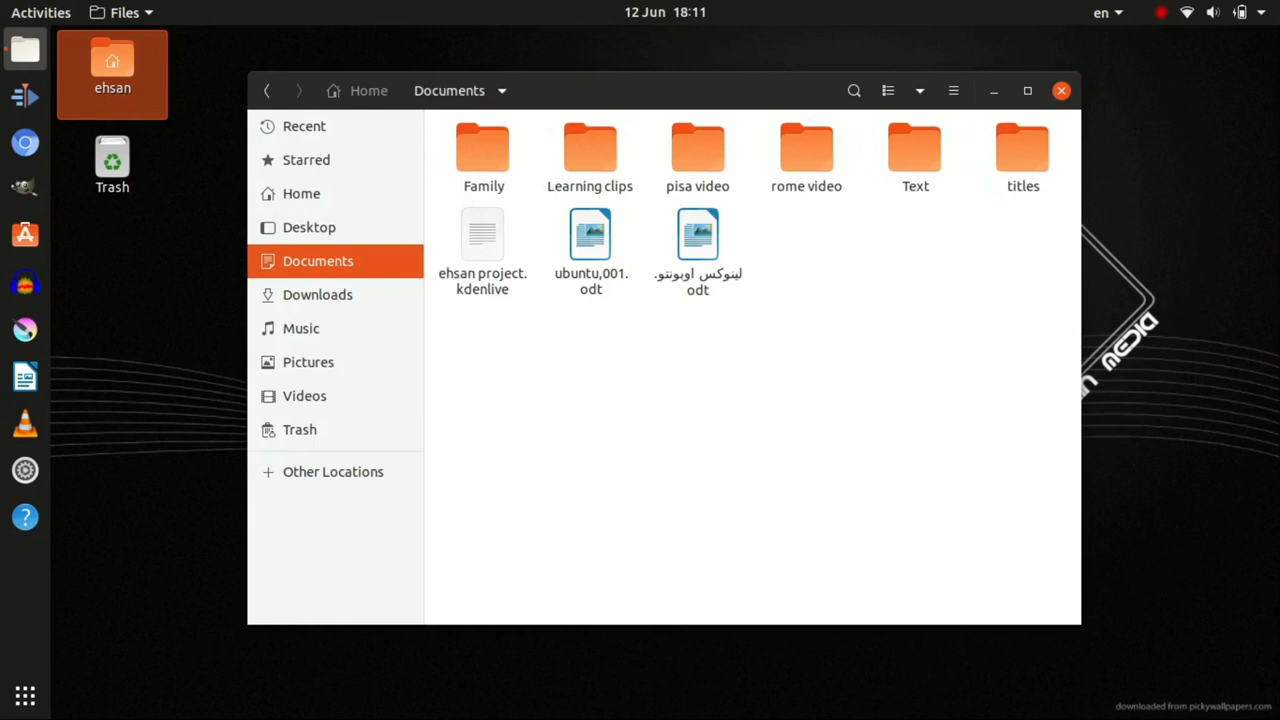 Activities Files 12 Jun 18:11 en
ehsan
Trash
Home Documents
Recent
Starred
Home
Desktop
Documents
Downloads
Music
Pictures
Videos
Trash
Other Locations
Family Learning clips pisa video rome video Text titles
ehsan project. ubuntu,001. لینوکس اوبونتو.
kdenlive odt odt
MEDIA
downloaded from pickywallpapers.com